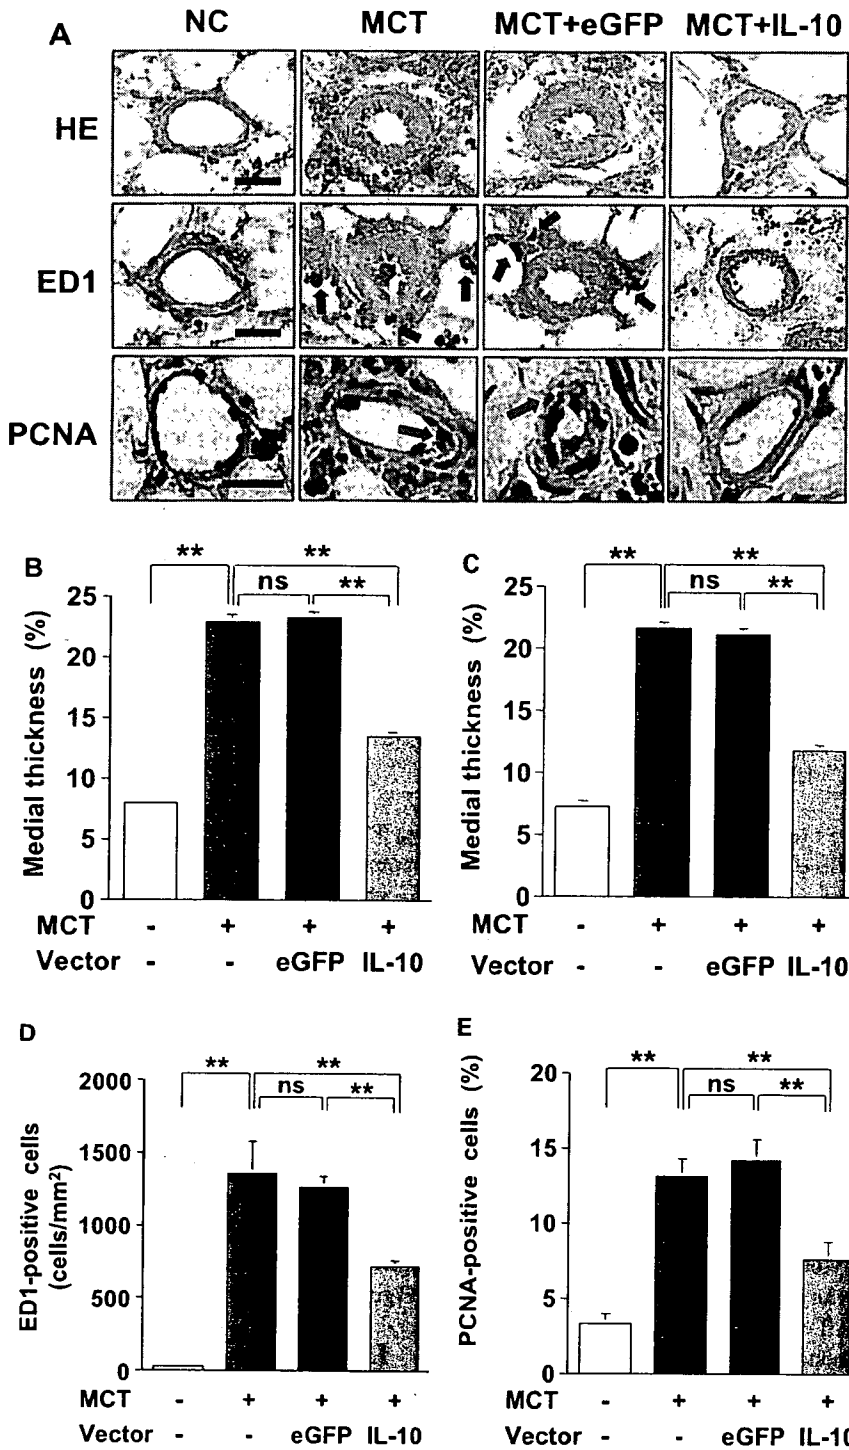 A NC MCT MCT+eGFP MCT+IL-10
HE
ED1
PCNA
B
Medial thickness (%)
25
20
15
10
5
0
** **
ns **
MCT - + + +
Vector - - eGFP IL-10
C
Medial thickness (%)
25
20
15
10
5
0
** **
ns **
MCT - + + +
Vector - - eGFP IL-10
D
ED1-positive cells
(cells/mm²)
2000
1500
1000
500
0
** **
ns **
MCT - + + +
Vector - - eGFP IL-10
E
PCNA-positive cells (%)
20
15
10
5
0
** **
ns **
MCT - + + +
Vector - - eGFP IL-10